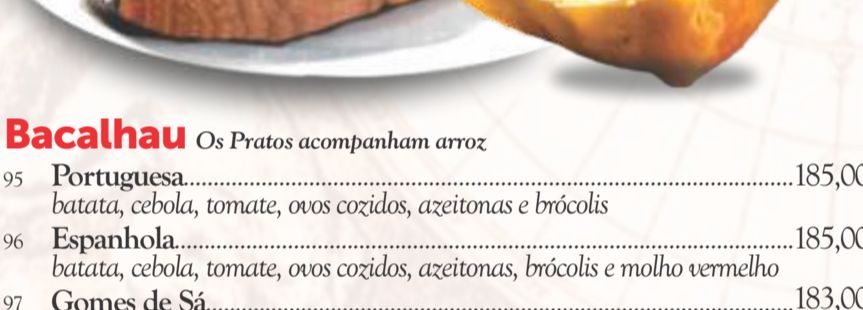 Bacalhau Os Pratos acompanham arroz
95 Portuguesa..........................................................................................185,00
batata, cebola, tomate, ovos cozidos, azeitonas e brócolis
96 Espanhola............................................................................................185,00
batata, cebola, tomate, ovos cozidos, azeitonas, brócolis e molho vermelho
97 Gomes de Sá.......................................................................................183,00